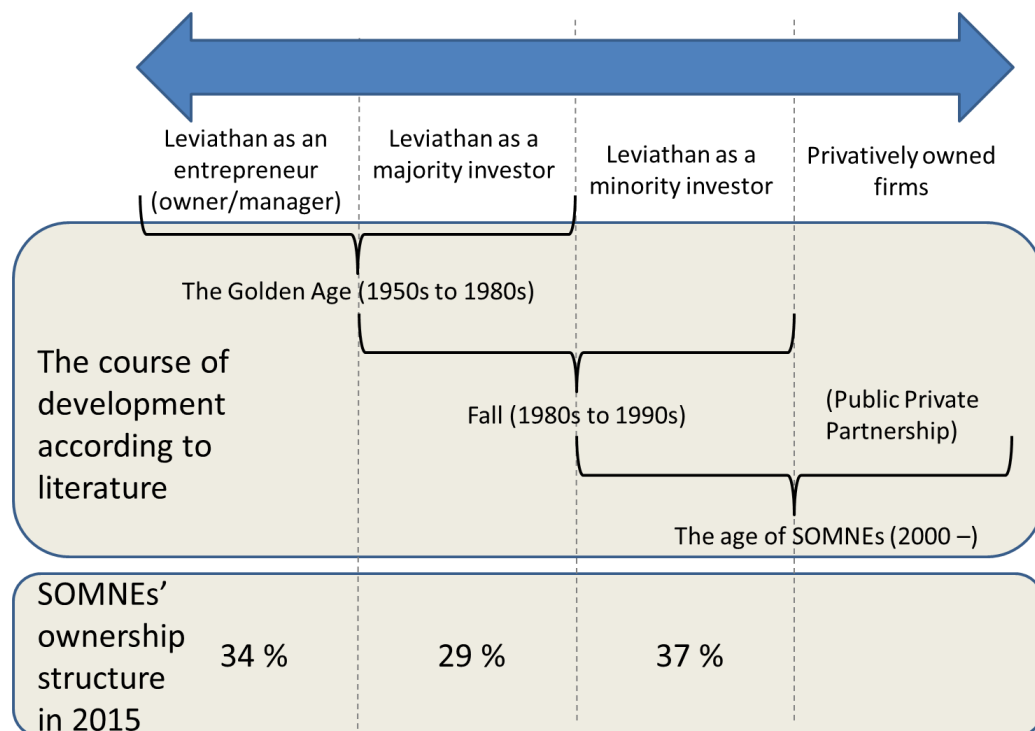 Leviathan as an
entrepreneur
(owner/manager)
Leviathan as a
majority investor
Leviathan as a
minority investor
Privatively owned
firms
The Golden Age (1950s to 1980s)
The course of
development
according to
literature
Fall (1980s to 1990s)
(Public Private
Partnership)
The age of SOMNEs (2000 –)
SOMNEs’
ownership
structure
in 2015
34 %
29 %
37 %